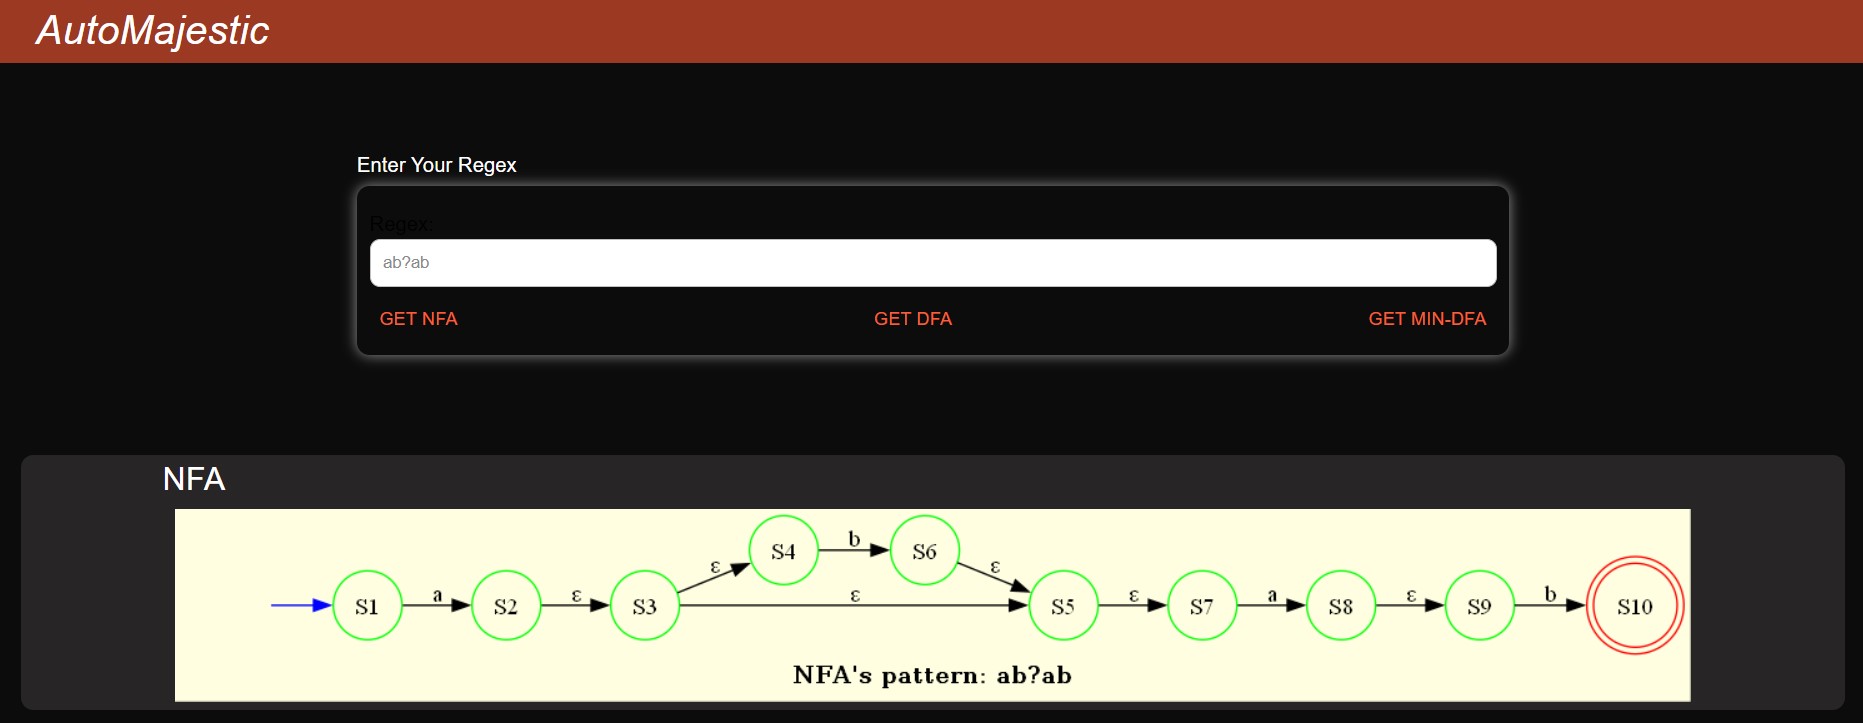 AutoMajestic
Enter Your Regex
Regex:
ab?ab
GET NFA GET DFA GET MIN-DFA
NFA
S4 b S6
ε ε
S1 a S2 ε S3 ε S5 ε S7 a S8 ε S9 b S10
NFA's pattern: ab?ab